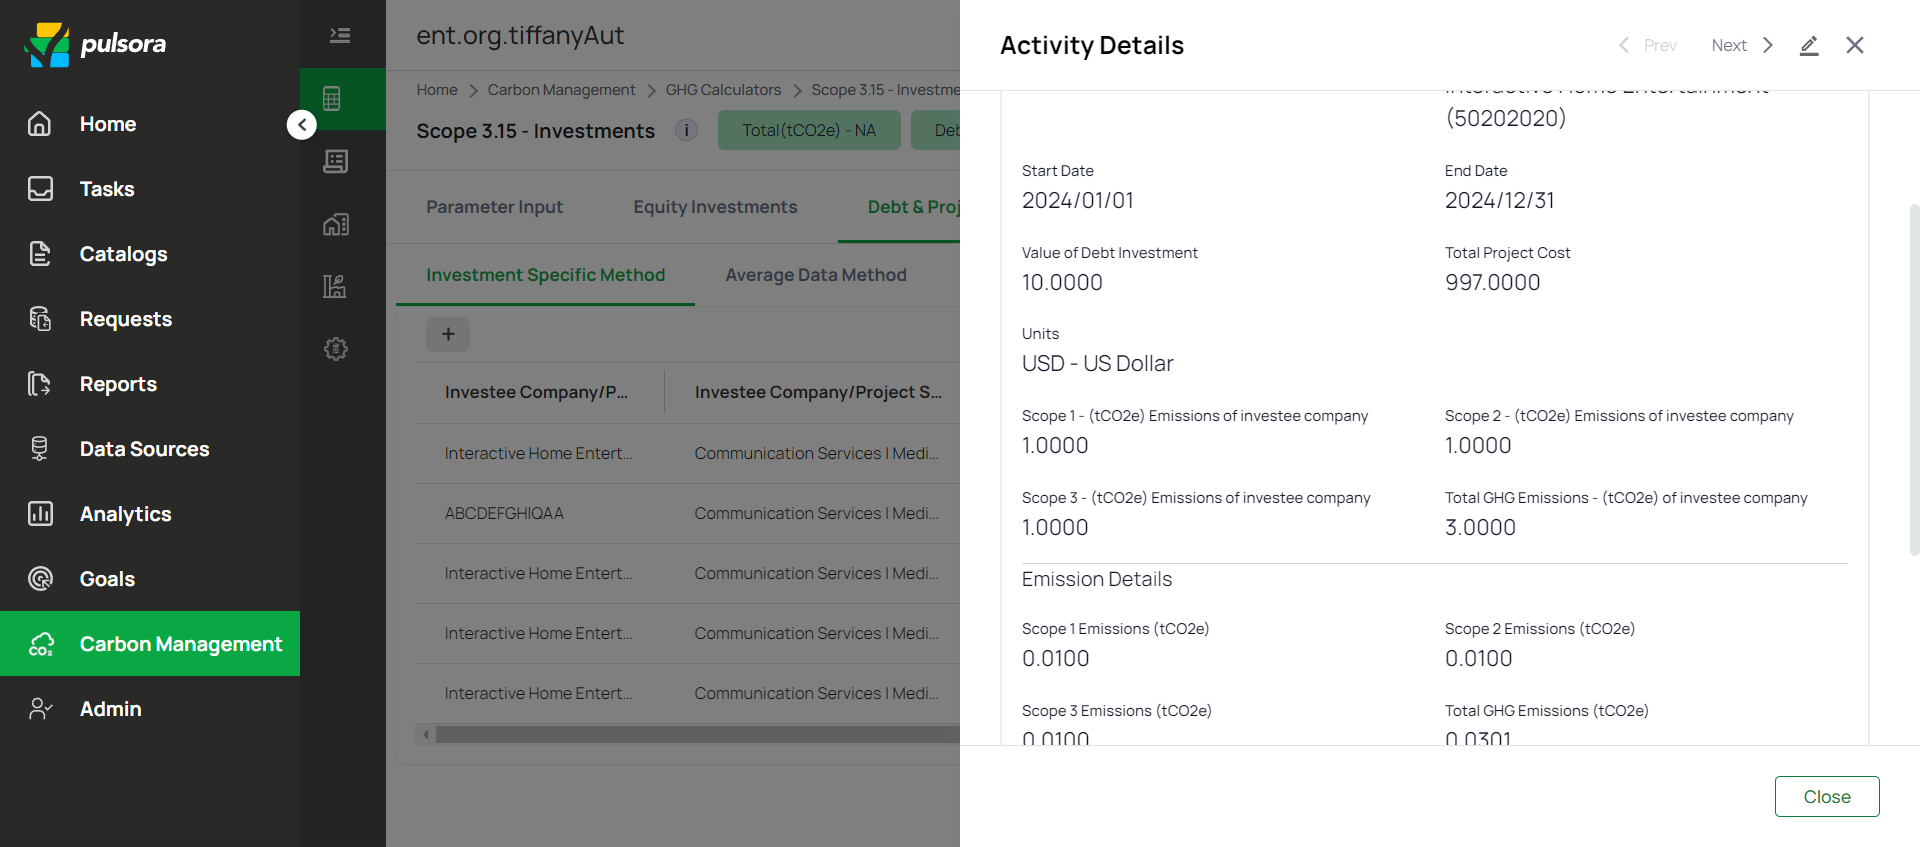 pulsora
Home
Tasks
Catalogs
Requests
Reports
Data Sources
Analytics
Goals
Carbon Management
Admin
ent.org.tiffanyAut
Home > Carbon Management > GHG Calculators > Scope 3.15 - Investme
Scope 3.15 - Investments i Total(tCO2e) - NA Deb
Parameter Input Equity Investments Debt & Proj
Investment Specific Method Average Data Method
+
Investee Company/P... Investee Company/Project S...
Interactive Home Entert... Communication Services | Medi...
ABCDEFGHIQAA Communication Services | Medi...
Interactive Home Entert... Communication Services | Medi...
Interactive Home Entert... Communication Services | Medi...
Interactive Home Entert... Communication Services | Medi...
Activity Details
Prev Next
Interactive Home Entertainment
(50202020)
Start Date End Date
2024/01/01 2024/12/31
Value of Debt Investment Total Project Cost
10.0000 997.0000
Units
USD - US Dollar
Scope 1 - (tCO2e) Emissions of investee company Scope 2 - (tCO2e) Emissions of investee company
1.0000 1.0000
Scope 3 - (tCO2e) Emissions of investee company Total GHG Emissions - (tCO2e) of investee company
1.0000 3.0000
Emission Details
Scope 1 Emissions (tCO2e) Scope 2 Emissions (tCO2e)
0.0100 0.0100
Scope 3 Emissions (tCO2e) Total GHG Emissions (tCO2e)
0.0100 0.0301
Close